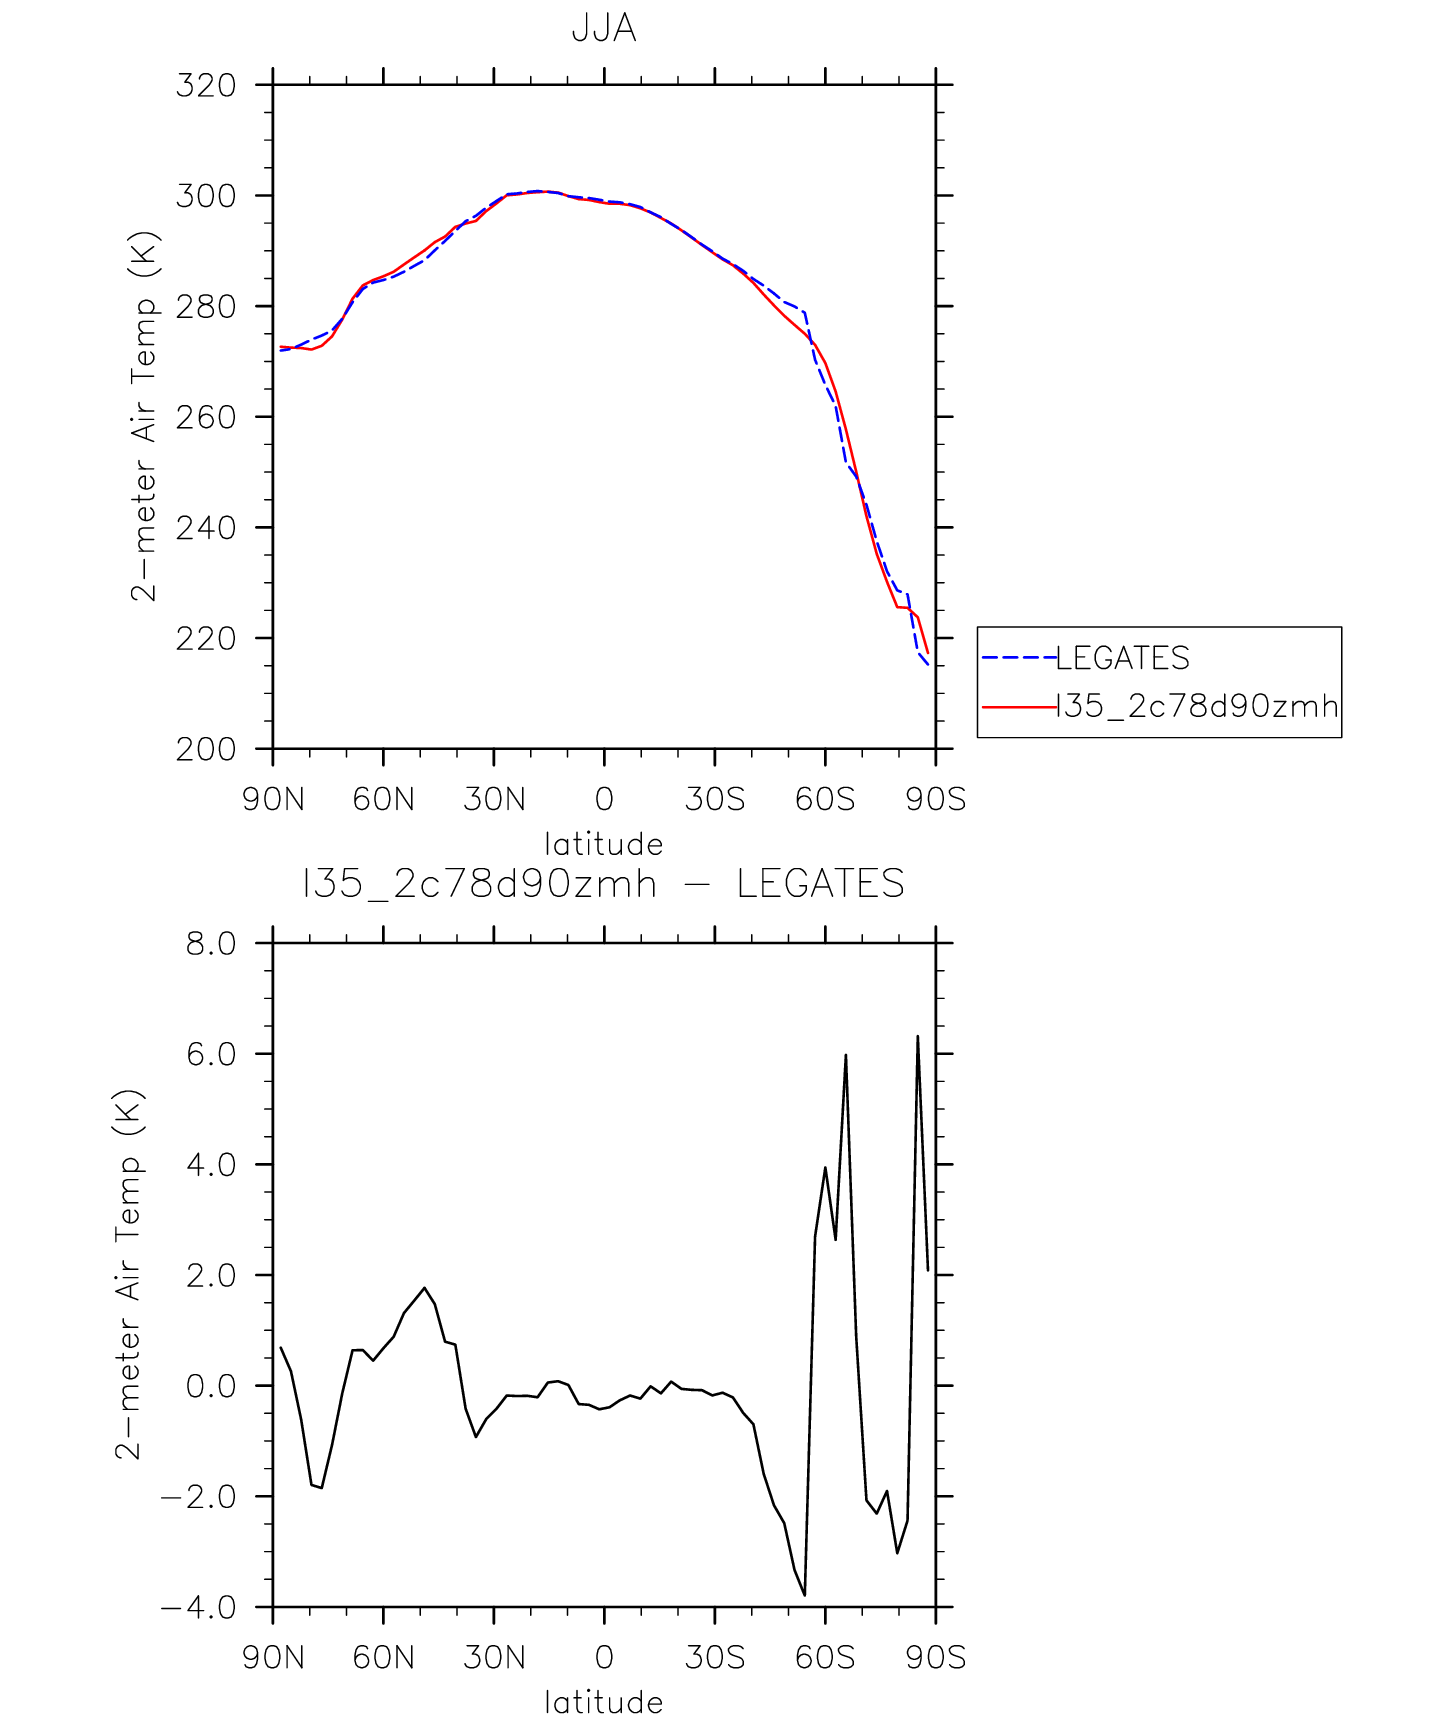 JJA
320
300
280
260
240
220
200
2-meter Air Temp (K)
90N 60N 30N 0 30S 60S 90S
latitude
LEGATES
I35_2c78d90zmh
I35_2c78d90zmh - LEGATES
8.0
6.0
4.0
2.0
0.0
-2.0
-4.0
2-meter Air Temp (K)
90N 60N 30N 0 30S 60S 90S
latitude